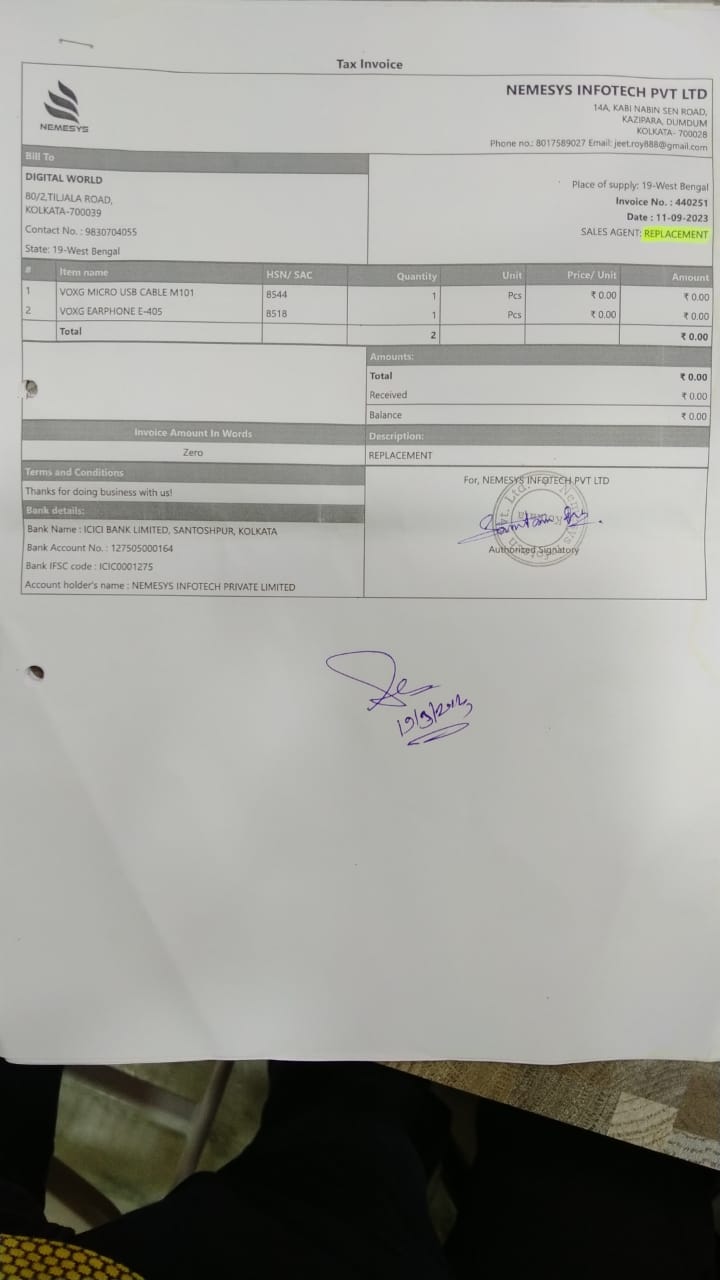 Tax Invoice
NEMESYS
NEMESYS INFOTECH PVT LTD
14A, KABI NABIN SEN ROAD,
KAZIPARA, DUMDUM
KOLKATA- 700028
Phone no.: 8017589027 Email: jeet.roy888@gmail.com
Bill To
DIGITAL WORLD
80/2,TILJALA ROAD,
KOLKATA-700039
Contact No. : 9830704055
State: 19-West Bengal
Place of supply: 19-West Bengal
Invoice No. : 440251
Date : 11-09-2023
SALES AGENT: REPLACEMENT
# Item name HSN/ SAC Quantity Unit Price/ Unit Amount
1 VOXG MICRO USB CABLE M101 8544 1 Pcs ₹ 0.00 ₹ 0.00
2 VOXG EARPHONE E-405 8518 1 Pcs ₹ 0.00 ₹ 0.00
Total 2 ₹ 0.00
Amounts:
Total ₹ 0.00
Received ₹ 0.00
Balance ₹ 0.00
Invoice Amount In Words
Zero
Description:
REPLACEMENT
Terms and Conditions
Thanks for doing business with us!
Bank details:
Bank Name : ICICI BANK LIMITED, SANTOSHPUR, KOLKATA
Bank Account No. : 127505000164
Bank IFSC code : ICIC0001275
Account holder's name : NEMESYS INFOTECH PRIVATE LIMITED
For, NEMESYS INFOTECH PVT LTD
Authorized Signatory